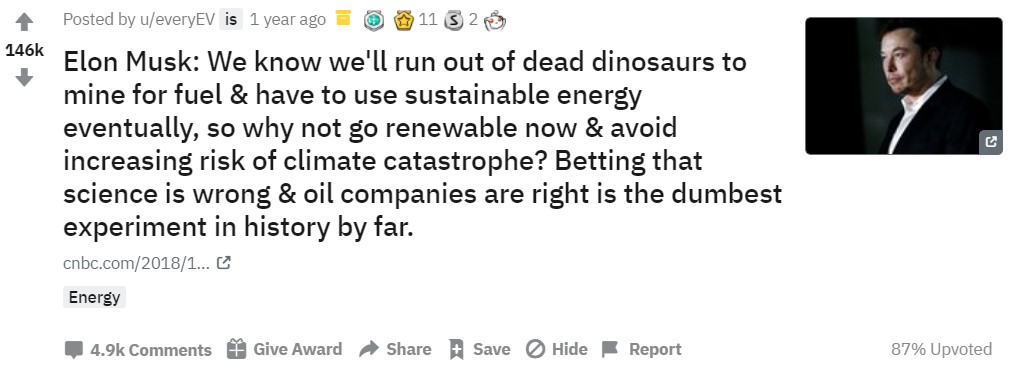 Posted by u/everyEV is 1 year ago 11 S 2
146k
Elon Musk: We know we'll run out of dead dinosaurs to
mine for fuel & have to use sustainable energy
eventually, so why not go renewable now & avoid
increasing risk of climate catastrophe? Betting that
science is wrong & oil companies are right is the dumbest
experiment in history by far.
cnbc.com/2018/1...
Energy
4.9k Comments Give Award Share Save Hide Report 87% Upvoted